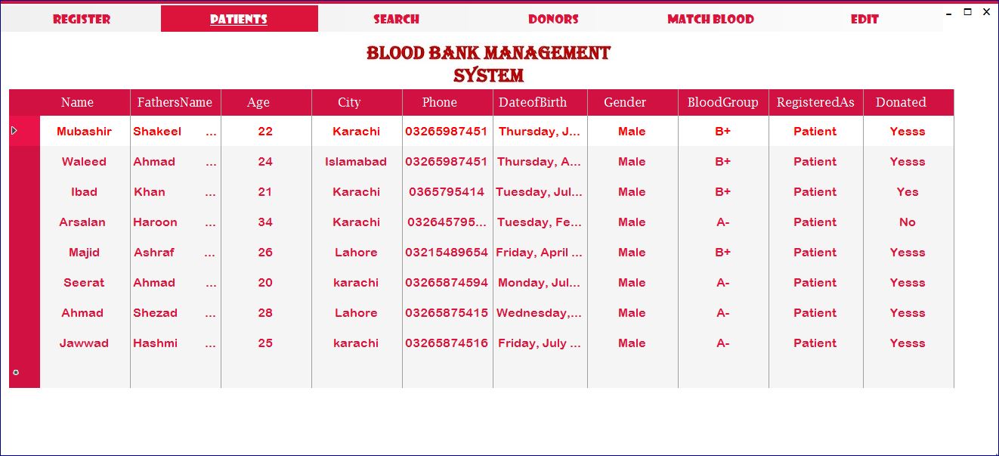 REGISTER PATIENTS SEARCH DONORS MATCH BLOOD EDIT
BLOOD BANK MANAGEMENT
SYSTEM
Name FathersName Age City Phone DateofBirth Gender BloodGroup RegisteredAs Donated
Mubashir Shakeel ... 22 Karachi 03265987451 Thursday, J... Male B+ Patient Yesss
Waleed Ahmad ... 24 Islamabad 03265987451 Thursday, A... Male B+ Patient Yesss
Ibad Khan ... 21 Karachi 0365795414 Tuesday, Jul... Male B+ Patient Yes
Arsalan Haroon ... 34 Karachi 032645795... Tuesday, Fe... Male A- Patient No
Majid Ashraf ... 26 Lahore 03215489654 Friday, April ... Male B+ Patient Yesss
Seerat Ahmad ... 20 karachi 03265874594 Monday, Jul... Male A- Patient Yesss
Ahmad Shezad ... 28 Lahore 03265875415 Wednesday,... Male A- Patient Yesss
Jawwad Hashmi ... 25 karachi 03265874516 Friday, July ... Male A- Patient Yesss